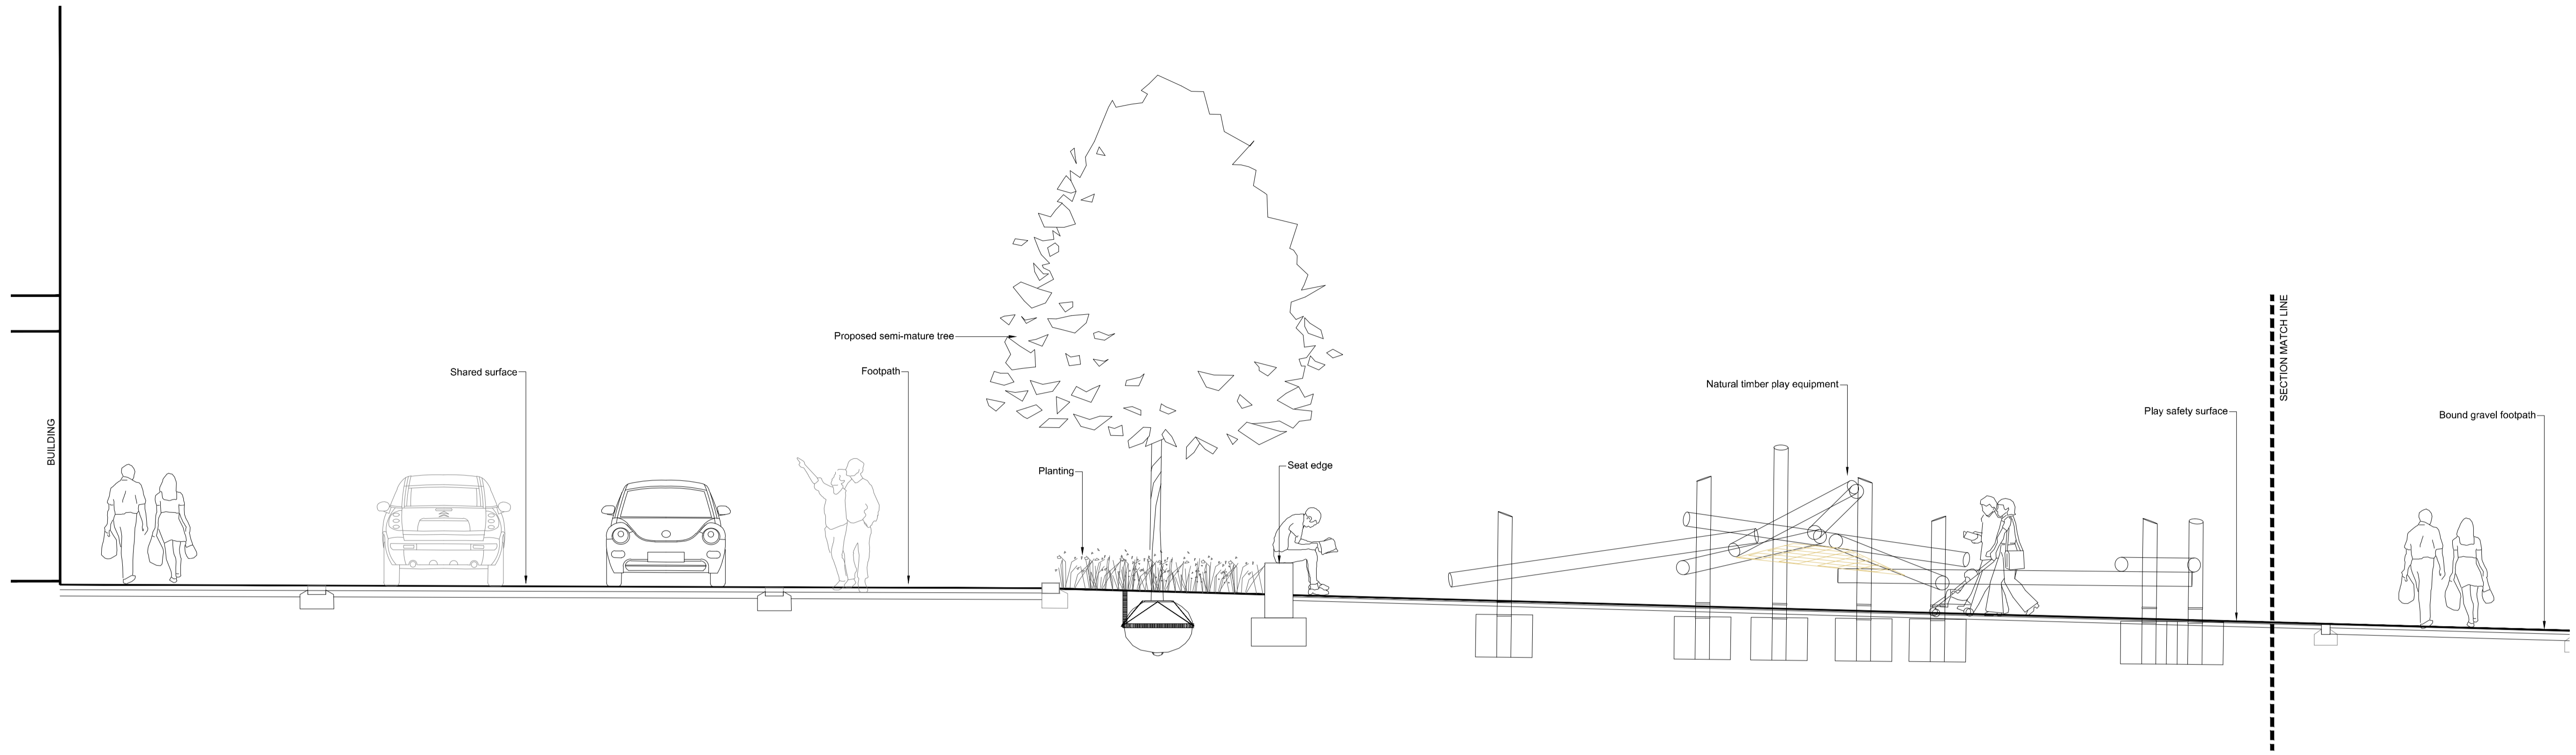 BUILDING
Shared surface
Proposed semi-mature tree
Footpath
Planting
Seat edge
Natural timber play equipment
Play safety surface
SECTION MATCH LINE
Bound gravel footpath